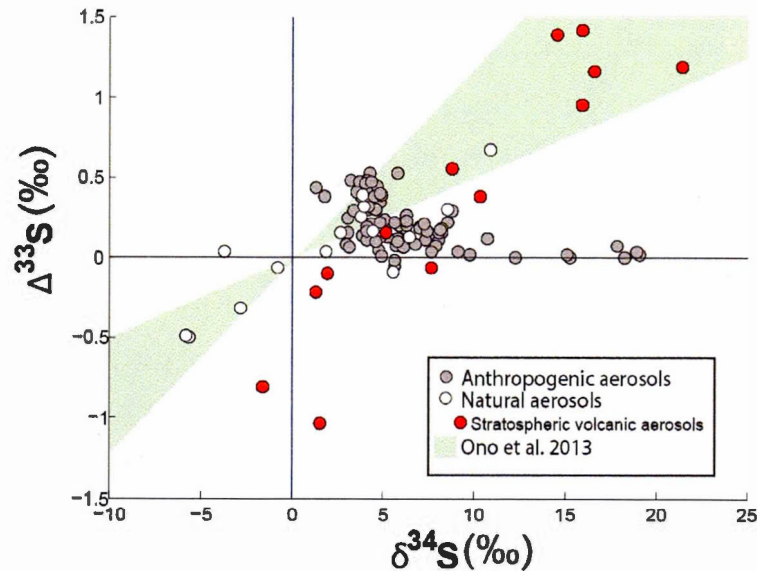 1.5
1
0.5
0
−0.5
−1
−1.5
Δ³³S (‰)
Anthropogenic aerosols
Natural aerosols
Stratospheric volcanic aerosols
Ono et al. 2013
−10 −5 0 5 10 15 20 25
δ³⁴S (‰)